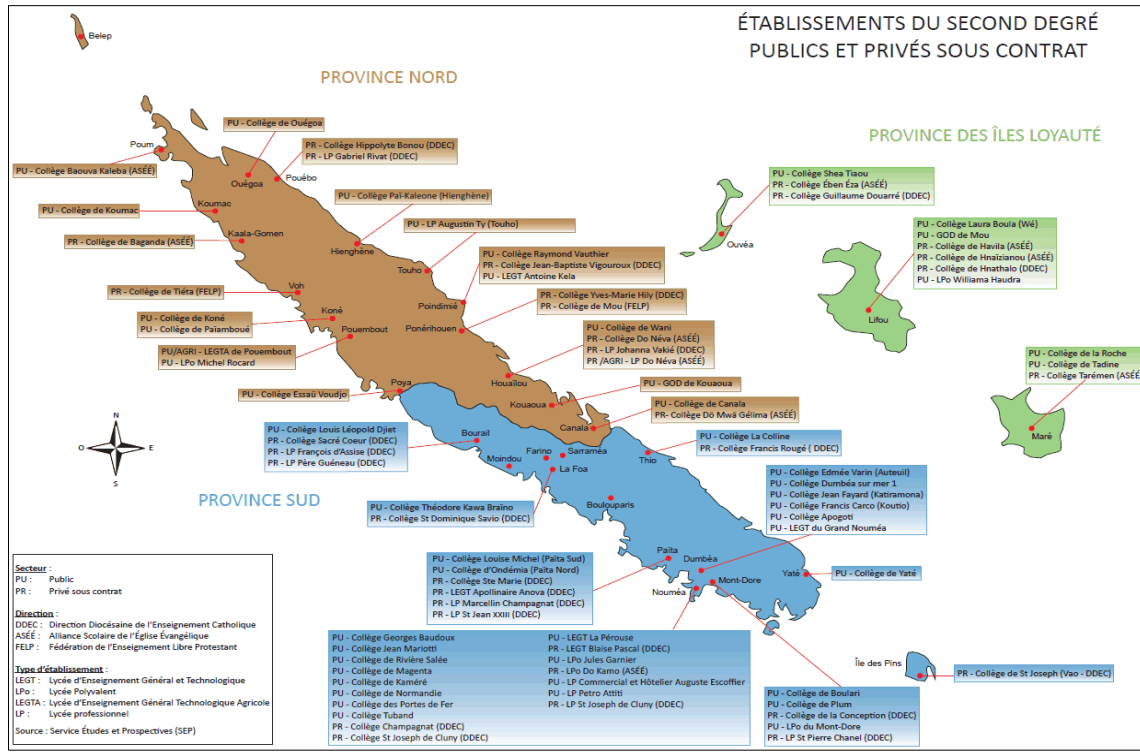 ÉTABLISSEMENTS DU SECOND DEGRÉ
PUBLICS ET PRIVÉS SOUS CONTRAT
PROVINCE NORD
Belep
PU - Collège de Ouégoa
PR - Collège Hippolyte Bonou (DDEC)
PR - LP Gabriel Rivat (DDEC)
Poum
PU - Collège Baouva Kaleba (ASÉÉ)
Ouégoa
Pouébo
PU - Collège Paï-Kaleone (Hienghène)
Koumac
PU - Collège de Koumac
PU - LP Augustin Ty (Touho)
Kaala-Gomen
PR - Collège de Baganda (ASÉÉ)
Hienghène
PU - Collège Raymond Vauthier
PR - Collège Jean-Baptiste Vigouroux (DDEC)
PU - LEGT Antoine Kela
Touho
Voh
PR - Collège de Tiéta (FELP)
Poindimié
PR - Collège Yves-Marie Hily (DDEC)
PR - Collège de Mou (FELP)
Koné
PU - Collège de Koné
PU - Collège de Païamboué
Pouembout
Ponérihouen
PU - Collège de Wani
PR - Collège Do Néva (ASÉÉ)
PR - LP Johanna Vakié (DDEC)
PR /AGRI - LP Do Néva (ASÉÉ)
PU/AGRI - LEGTA de Pouembout
PU - LPo Michel Rocard
Houaïlou
PU - GOD de Kouaoua
Poya
PU - Collège Essaü Voudjo
Kouaoua
PU - Collège de Canala
PR- Collège Dö Mwâ Gélima (ASÉÉ)
Canala
PROVINCE DES ÎLES LOYAUTÉ
PU - Collège Shea Tiaou
PR - Collège Ében Éza (ASÉÉ)
PR - Collège Guillaume Douarré (DDEC)
Ouvéa
PU - Collège Laura Boula (Wé)
PU - GOD de Mou
PR - Collège de Havila (ASÉÉ)
PR - Collège de Hnaïzianou (ASÉÉ)
PR - Collège de Hnathalo (DDEC)
PU - LPo Williama Haudra
Lifou
PU - Collège de la Roche
PU - Collège de Tadine
PR - Collège Tarémen (ASÉÉ)
Maré
N
O
E
S
PROVINCE SUD
PU - Collège Louis Léopold Djiet
PR - Collège Sacré Coeur (DDEC)
PR - LP François d'Assise (DDEC)
PR - LP Père Guéneau (DDEC)
Bourail
Moindou
Farino
Sarraméa
La Foa
Thio
PU - Collège La Colline
PR - Collège Francis Rougé ( DDEC)
PU - Collège Théodore Kawa Braïno
PR - Collège St Dominique Savio (DDEC)
Boulouparis
PU - Collège Edmée Varin (Auteuil)
PU - Collège Dumbéa sur mer 1
PU - Collège Jean Fayard (Katiramona)
PU - Collège Francis Carco (Koutio)
PU - Collège Apogoti
PU - LEGT du Grand Nouméa
PU - Collège Louise Michel (Païta Sud)
PU - Collège d'Ondémia (Païta Nord)
PR - Collège Ste Marie (DDEC)
PR - LEGT Apollinaire Anova (DDEC)
PR - LP Marcellin Champagnat (DDEC)
PR - LP St Jean XXIII (DDEC)
Païta
Dumbéa
Mont-Dore
Nouméa
Yaté
PU - Collège de Yaté
PU - Collège Georges Baudoux
PU - Collège Jean Mariotti
PU - Collège de Rivière Salée
PU - Collège de Magenta
PU - Collège de Kaméré
PU - Collège de Normandie
PU - Collège des Portes de Fer
PU - Collège Tuband
PR - Collège Champagnat (DDEC)
PR - Collège St Joseph de Cluny (DDEC)
PU - LEGT La Pérouse
PR - LEGT Blaise Pascal (DDEC)
PU - LPo Jules Garnier
PR - LPo Do Kamo (ASÉÉ)
PU - LP Commercial et Hôtelier Auguste Escoffier
PU - LP Petro Attiti
PR - LP St Joseph de Cluny (DDEC)
PU - Collège de Boulari
PU - Collège de Plum
PR - Collège de la Conception (DDEC)
PU - LPo du Mont-Dore
PR - LP St Pierre Chanel (DDEC)
Île des Pins
PR - Collège de St Joseph (Vao - DDEC)
Secteur :
PU : Public
PR : Privé sous contrat
Direction :
DDEC : Direction Diocésaine de l'Enseignement Catholique
ASÉÉ : Alliance Scolaire de l'Église Évangélique
FELP : Fédération de l'Enseignement Libre Protestant
Type d'établissement :
LEGT : Lycée d'Enseignement Général et Technologique
LPo : Lycée Polyvalent
LEGTA : Lycée d'Enseignement Général Technologique Agricole
LP : Lycée professionnel
Source : Service Études et Prospectives (SEP)